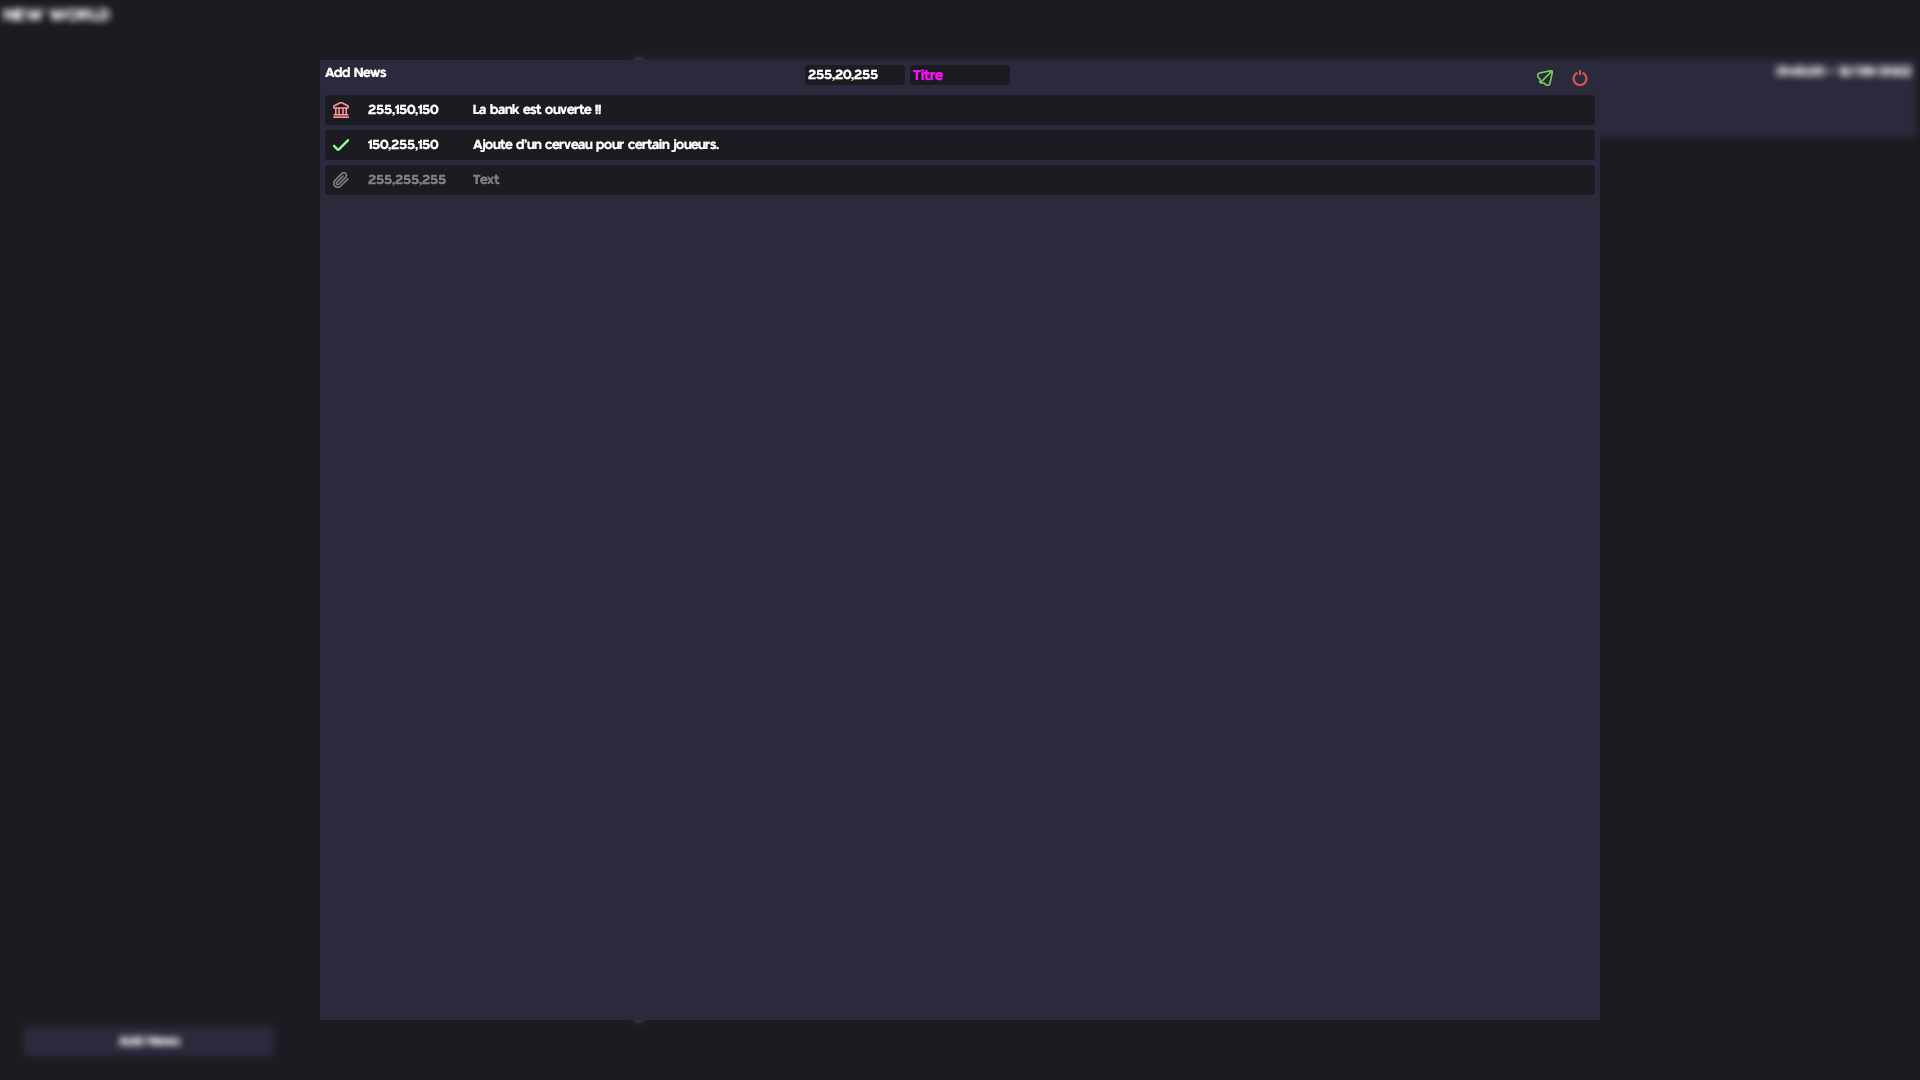 NEW WORLD
Add News
255,20,255 Titre
255,150,150 La bank est ouverte !!
150,255,150 Ajoute d'un cerveau pour certain joueurs.
255,255,255 Text
Add News